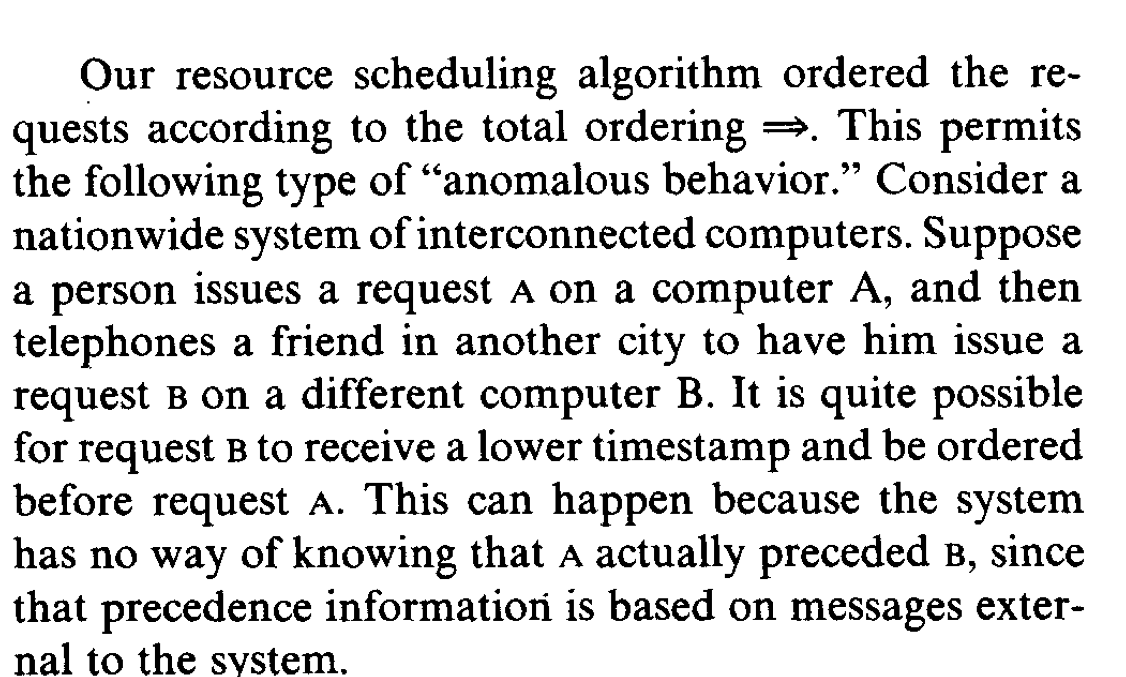 Our resource scheduling algorithm ordered the re-
quests according to the total ordering ⇒. This permits
the following type of “anomalous behavior.” Consider a
nationwide system of interconnected computers. Suppose
a person issues a request A on a computer A, and then
telephones a friend in another city to have him issue a
request B on a different computer B. It is quite possible
for request B to receive a lower timestamp and be ordered
before request A. This can happen because the system
has no way of knowing that A actually preceded B, since
that precedence information is based on messages exter-
nal to the system.